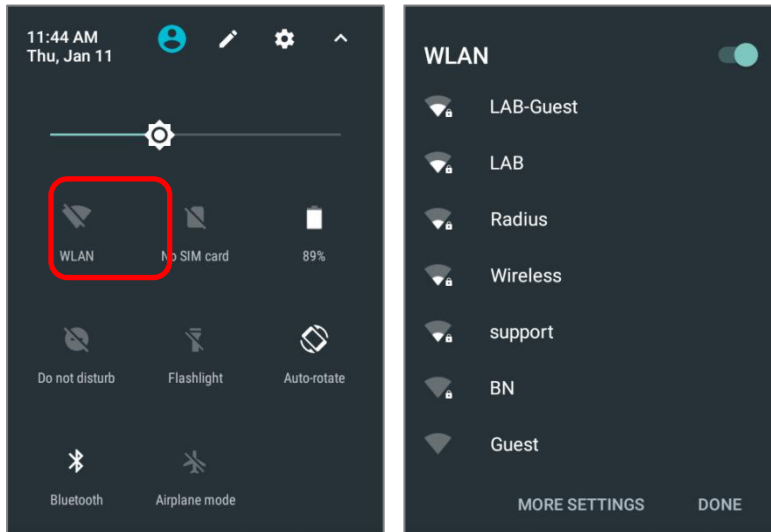 11:44 AM
Thu, Jan 11
WLAN
No SIM card
89%
Do not disturb
Flashlight
Auto-rotate
Bluetooth
Airplane mode
WLAN
LAB-Guest
LAB
Radius
Wireless
support
BN
Guest
MORE SETTINGS
DONE